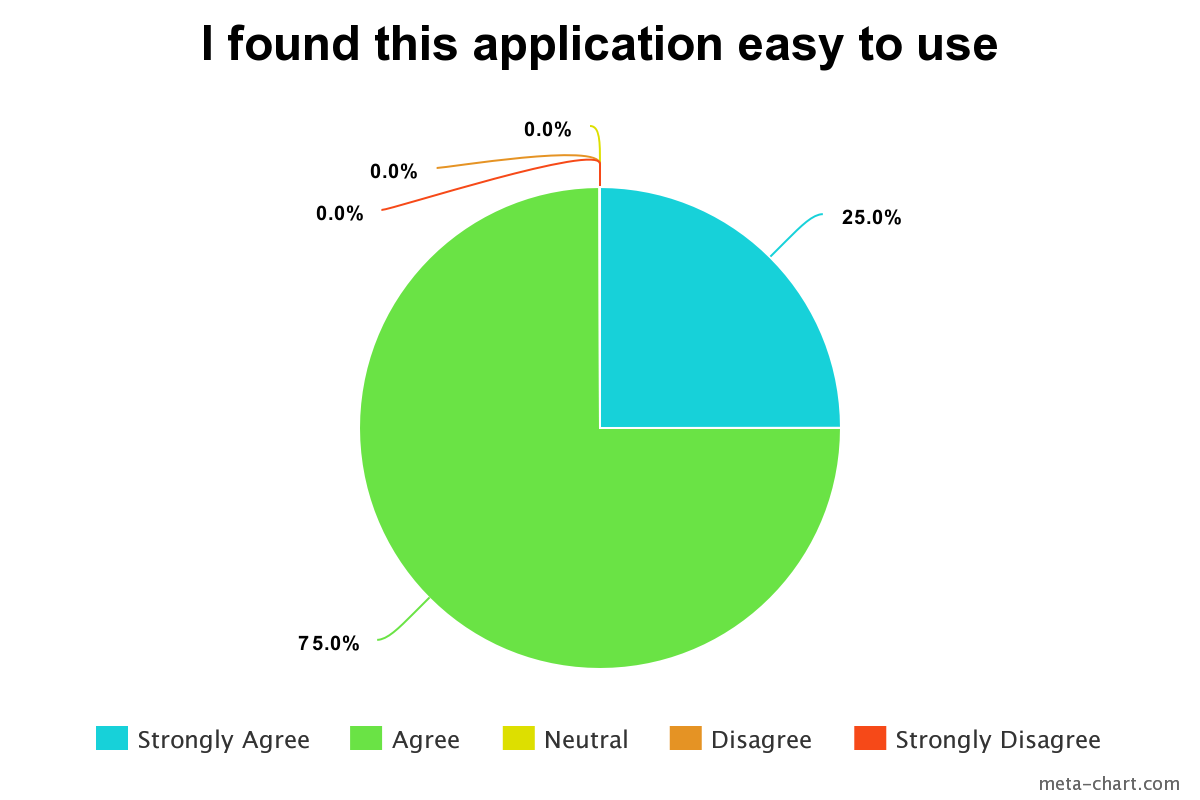 I found this application easy to use
0.0%
0.0%
0.0%
25.0%
75.0%
Strongly Agree
Agree
Neutral
Disagree
Strongly Disagree
meta-chart.com